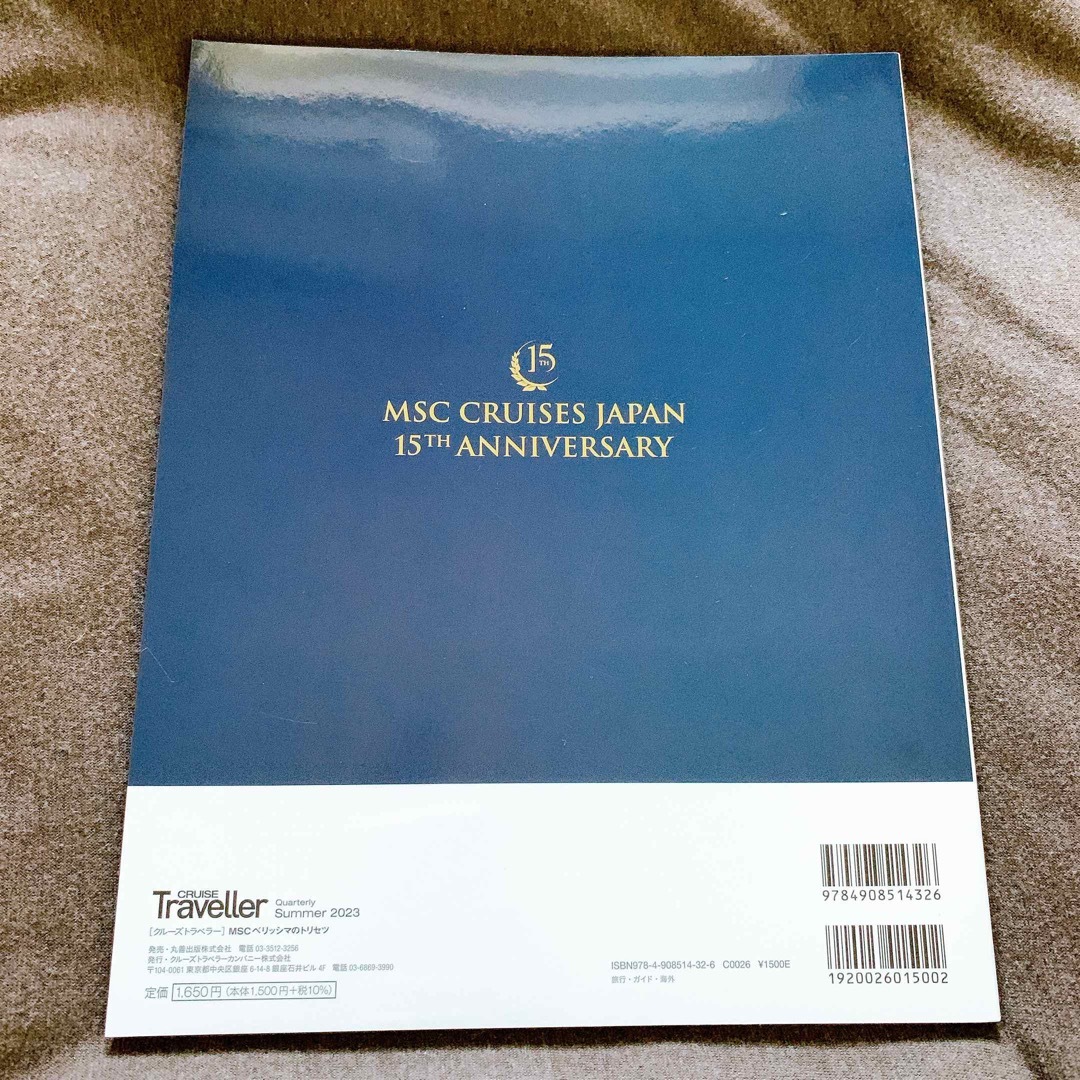 15TH
MSC CRUISES JAPAN
15TH ANNIVERSARY
CRUISE
Traveller Quarterly Summer 2023
[クルーズトラベラー] MSCベリッシマのトリセツ
発売・丸善出版株式会社 電話 03-3512-3256
発行・クルーズトラベラーカンパニー株式会社
〒104-0061 東京都中央区銀座 6-14-8 銀座石井ビル 4F 電話 03-6869-3990
定価 1,650円(本体1,500円+税10%)
9784908514326
ISBN978-4-908514-32-6 C0026 ¥1500E
旅行・ガイド・海外
1920026015002